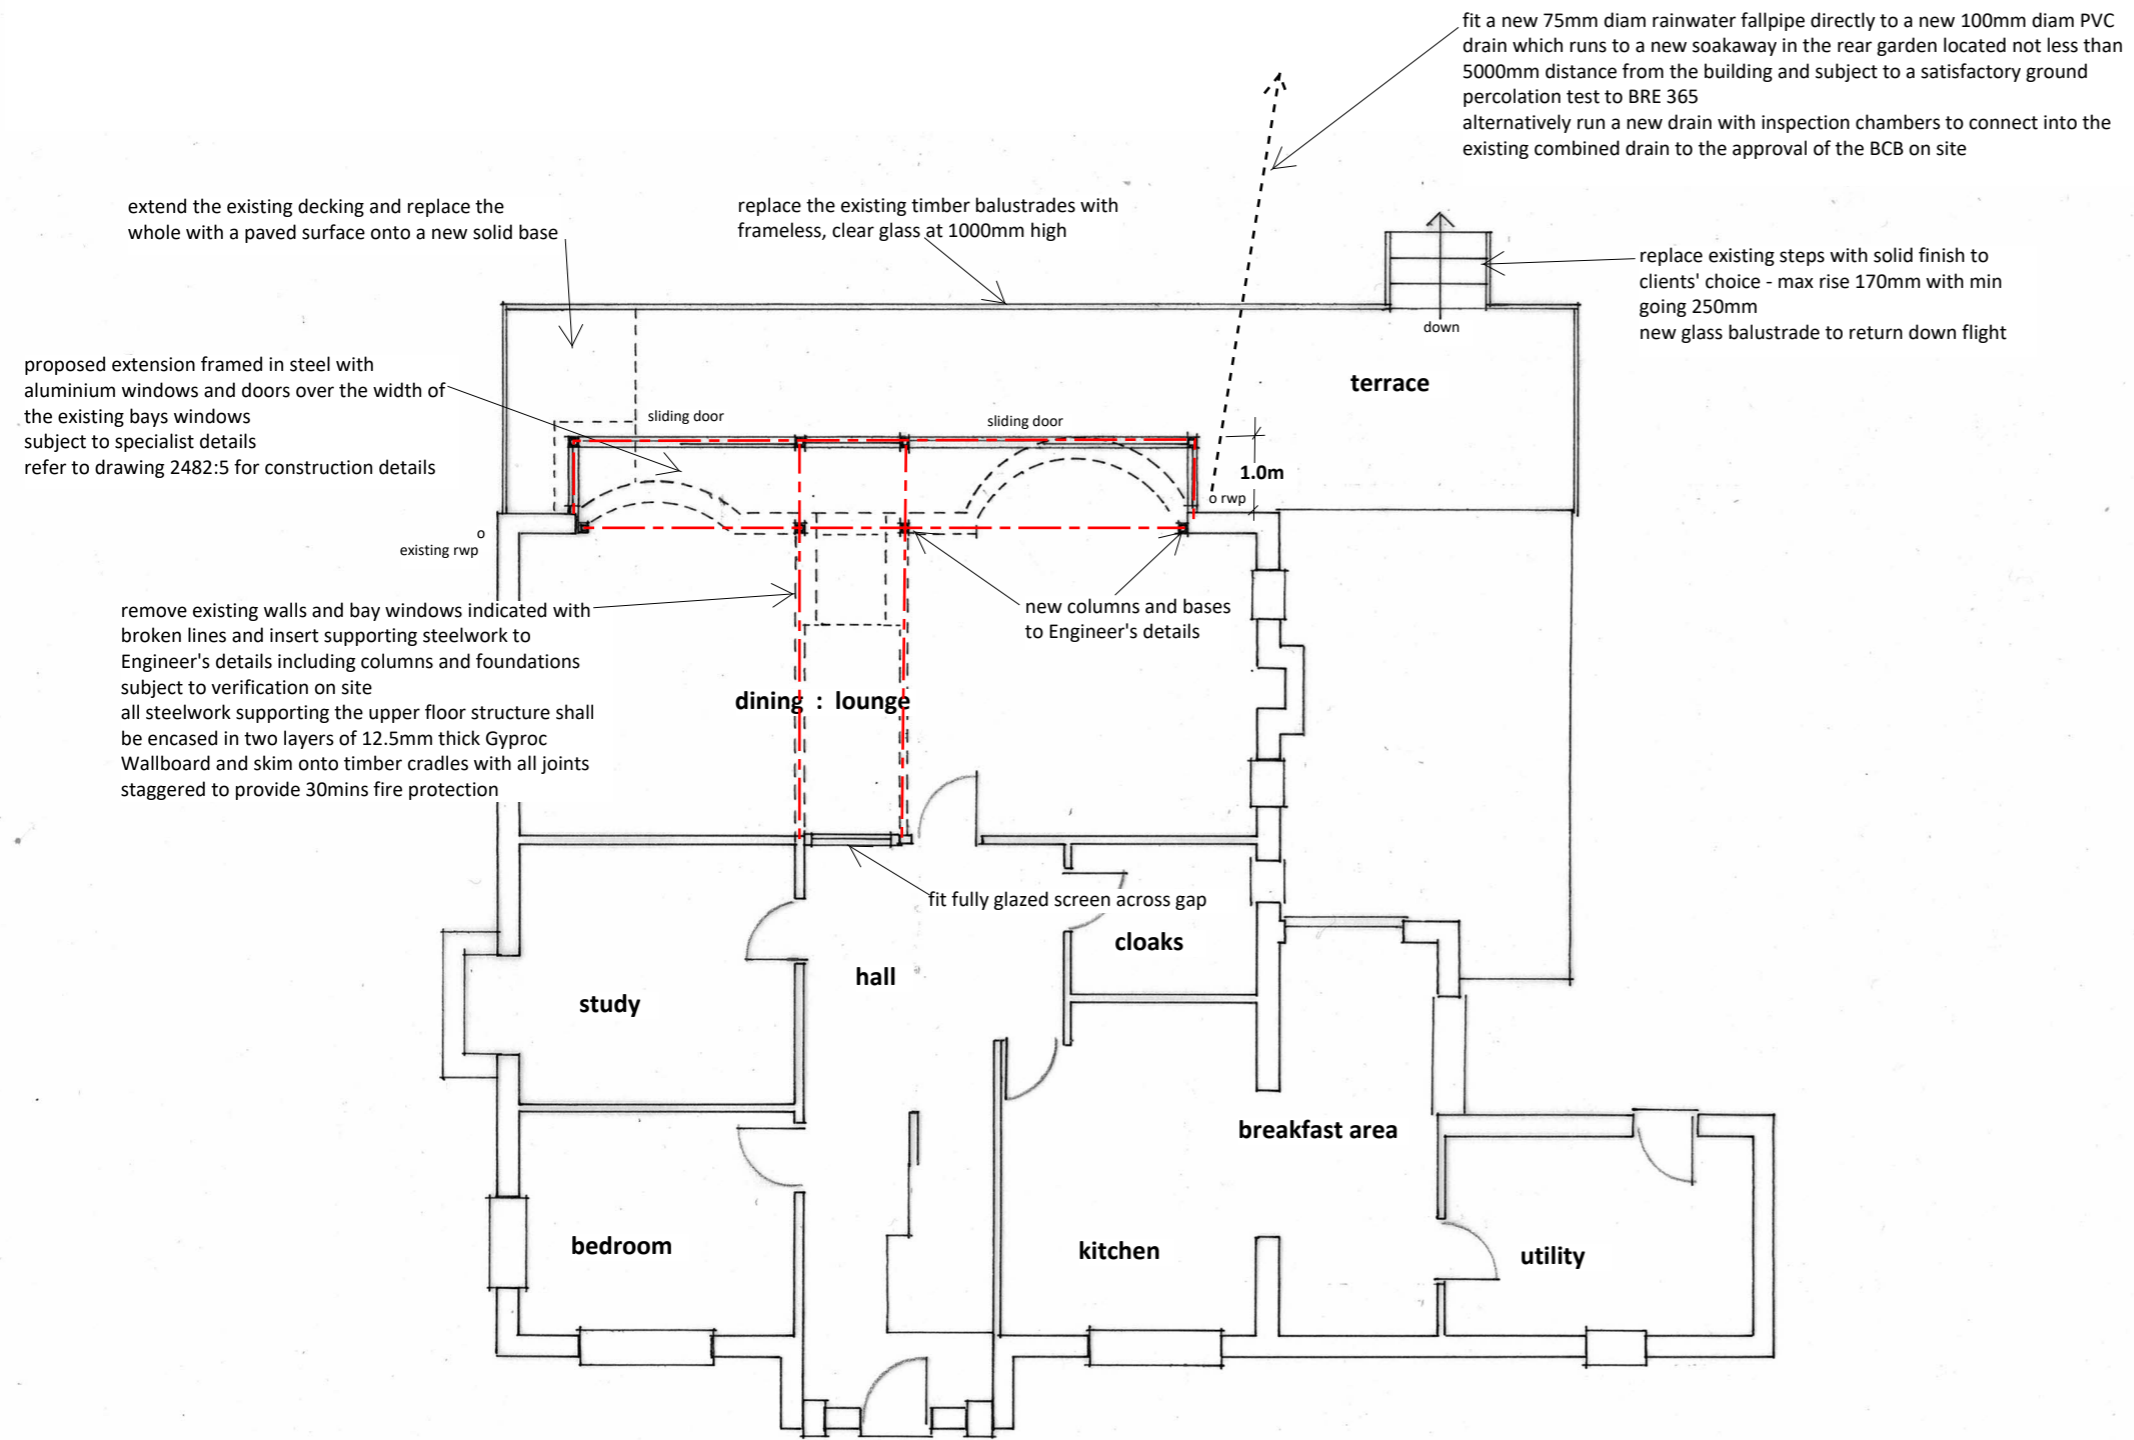 fit a new 75mm diam rainwater fallpipe directly to a new 100mm diam PVC
drain which runs to a new soakaway in the rear garden located not less than
5000mm distance from the building and subject to a satisfactory ground
percolation test to BRE 365
alternatively run a new drain with inspection chambers to connect into the
existing combined drain to the approval of the BCB on site
extend the existing decking and replace the
whole with a paved surface onto a new solid base
replace the existing timber balustrades with
frameless, clear glass at 1000mm high
replace existing steps with solid finish to
clients' choice - max rise 170mm with min
going 250mm
new glass balustrade to return down flight
down
proposed extension framed in steel with
aluminium windows and doors over the width of
the existing bays windows
subject to specialist details
refer to drawing 2482:5 for construction details
terrace
sliding door
sliding door
1.0m
o rwp
o
existing rwp
remove existing walls and bay windows indicated with
broken lines and insert supporting steelwork to
Engineer's details including columns and foundations
subject to verification on site
all steelwork supporting the upper floor structure shall
be encased in two layers of 12.5mm thick Gyproc
Wallboard and skim onto timber cradles with all joints
staggered to provide 30mins fire protection
new columns and bases
to Engineer's details
dining : lounge
fit fully glazed screen across gap
cloaks
hall
study
breakfast area
bedroom
kitchen
utility